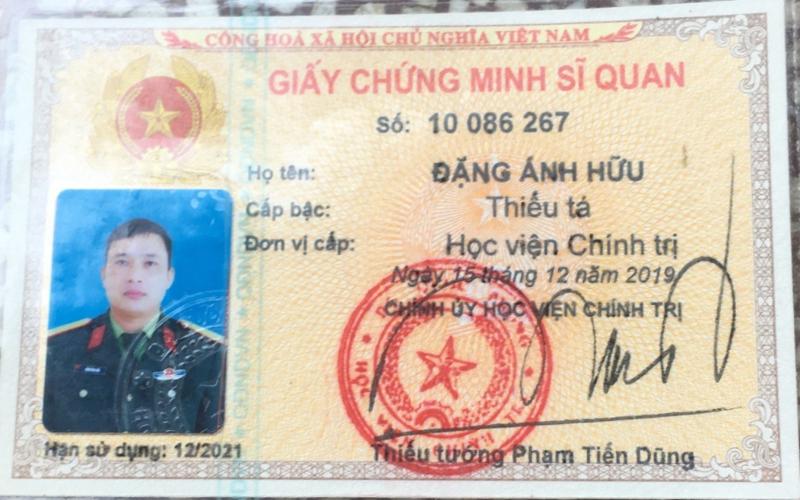 CỘNG HOÀ XÃ HỘI CHỦ NGHĨA VIỆT NAM
GIẤY CHỨNG MINH SĨ QUAN
Số: 10 086 267
Họ tên: ĐẶNG ÁNH HỮU
Cấp bậc: Thiếu tá
Đơn vị cấp: Học viện Chính trị
Ngày 15 tháng 12 năm 2019
CHÍNH ỦY HỌC VIỆN CHÍNH TRỊ
Hạn sử dụng: 12/2021
Thiếu tướng Phạm Tiến Dũng